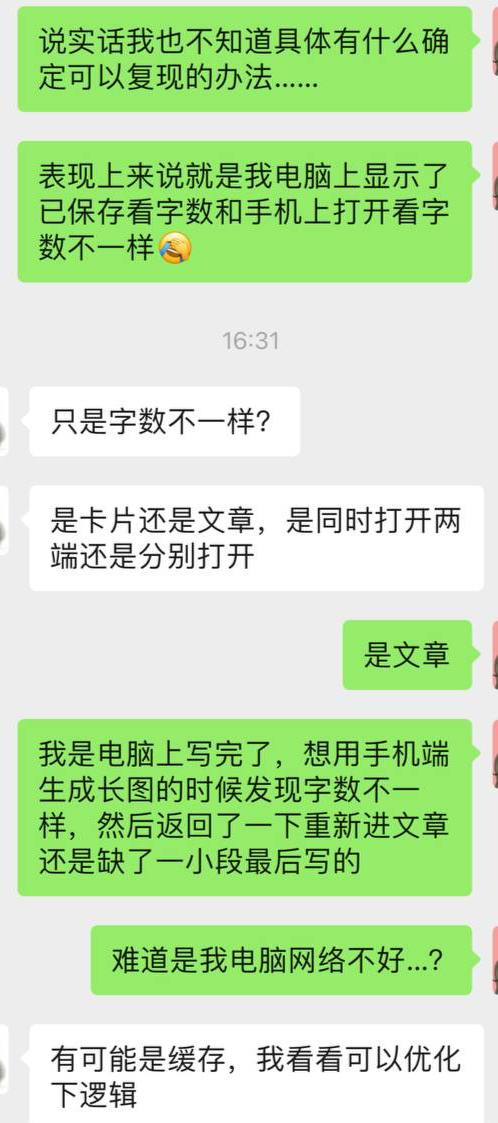 说实话我也不知道具体有什么确
定可以复现的办法……
表现上来说就是我电脑上显示了
已保存看字数和手机上打开看字
数不一样🤦
16:31
只是字数不一样？
是卡片还是文章，是同时打开两
端还是分别打开
是文章
我是电脑上写完了，想用手机端
生成长图的时候发现字数不一
样，然后返回了一下重新进文章
还是缺了一小段最后写的
难道是我电脑网络不好...？
有可能是缓存，我看看可以优化
下逻辑